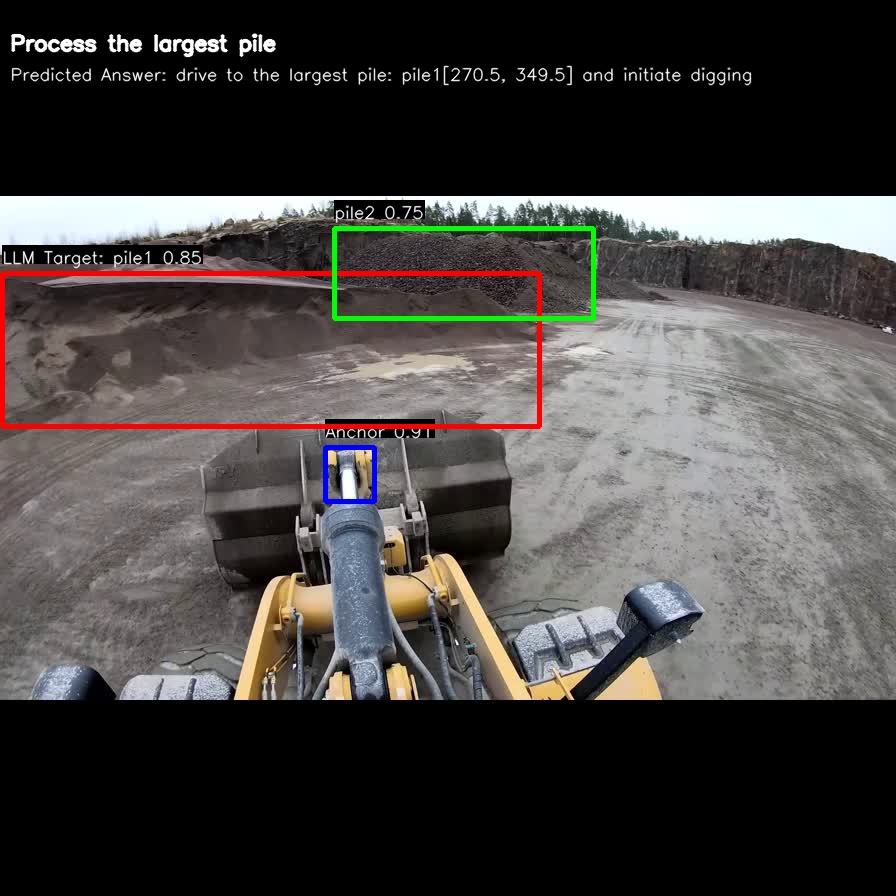 Process the largest pile
Predicted Answer: drive to the largest pile: pile1[270.5, 349.5] and initiate digging
pile2 0.75
LLM Target: pile1 0.85
Anchor 0.91